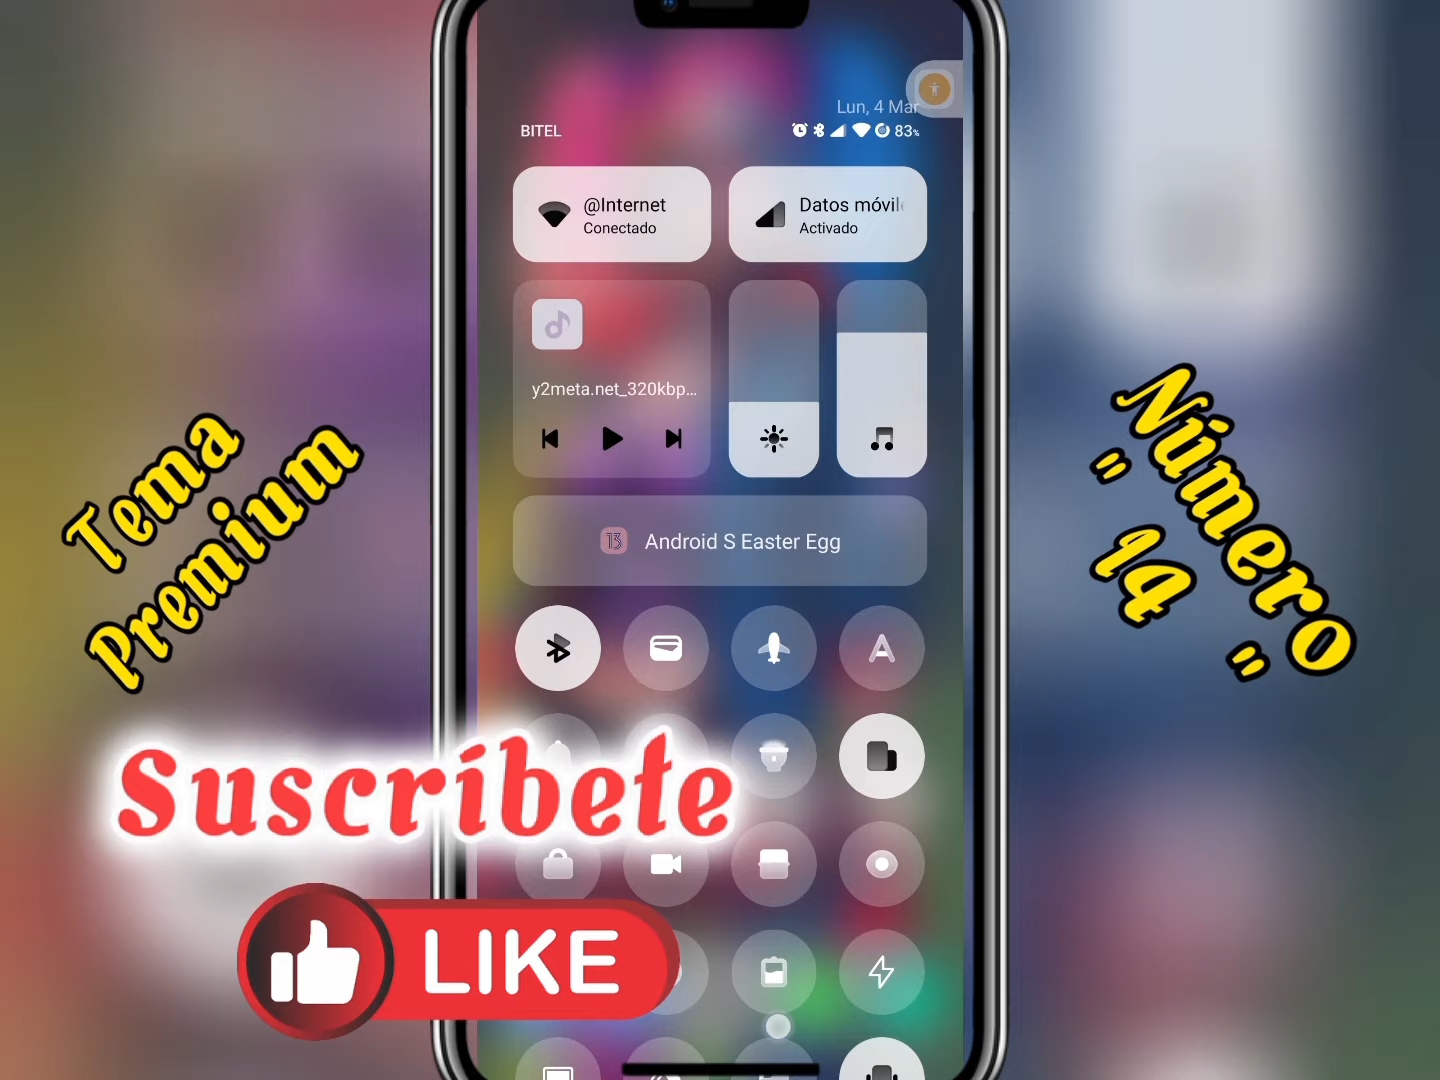 Lun, 4 Mar
BITEL
83%
@Internet
Conectado
Datos móvil
Activado
y2meta.net_320kbp...
13
Android S Easter Egg
A
Tema
Premium
Número
" 14 "
Suscríbete
LIKE